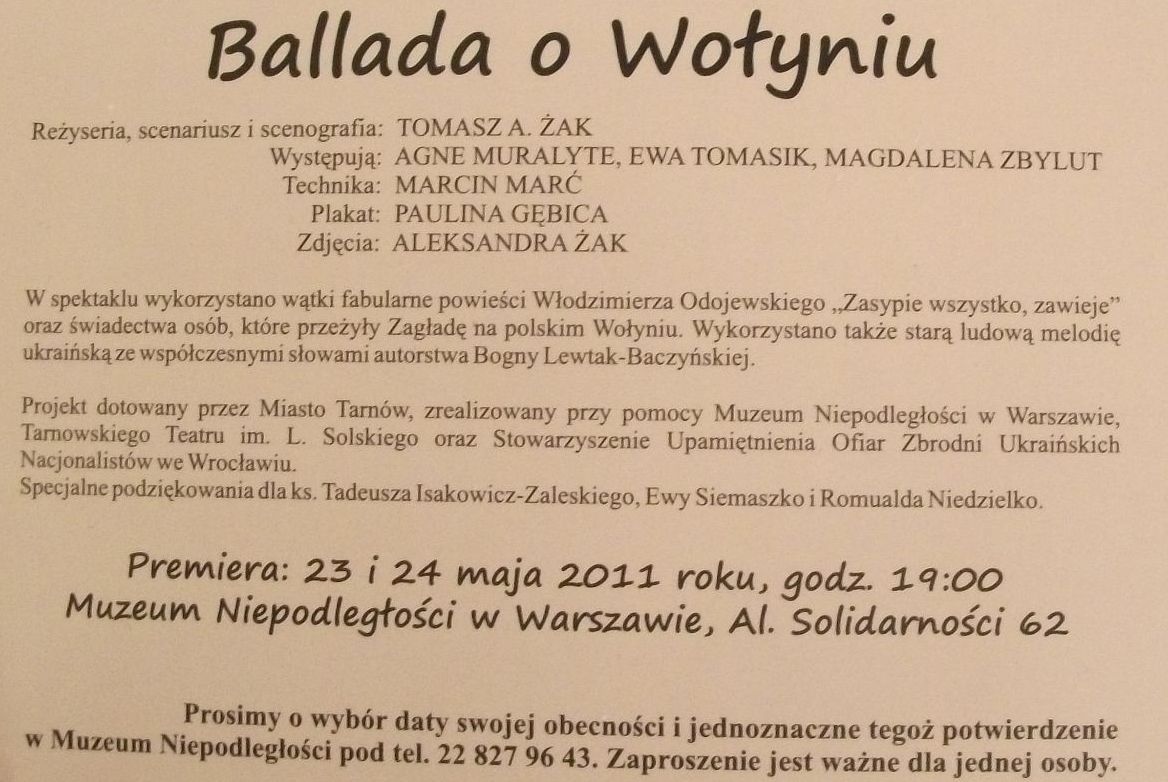 Ballada o Wołyniu
Reżyseria, scenariusz i scenografia: TOMASZ A. ŻAK
Występują: AGNE MURALYTE, EWA TOMASIK, MAGDALENA ZBYLUT
Technika: MARCIN MARĆ
Plakat: PAULINA GĘBICA
Zdjęcia: ALEKSANDRA ŻAK
W spektaklu wykorzystano wątki fabularne powieści Włodzimierza Odojewskiego „Zasypie wszystko, zawieje”
oraz świadectwa osób, które przeżyły Zagładę na polskim Wołyniu. Wykorzystano także starą ludową melodię
ukraińską ze współczesnymi słowami autorstwa Bogny Lewtak-Baczyńskiej.
Projekt dotowany przez Miasto Tarnów, zrealizowany przy pomocy Muzeum Niepodległości w Warszawie,
Tarnowskiego Teatru im. L. Solskiego oraz Stowarzyszenie Upamiętnienia Ofiar Zbrodni Ukraińskich
Nacjonalistów we Wrocławiu.
Specjalne podziękowania dla ks. Tadeusza Isakowicz-Zaleskiego, Ewy Siemaszko i Romualda Niedzielko.
Premiera: 23 i 24 maja 2011 roku, godz. 19:00
Muzeum Niepodległości w Warszawie, Al. Solidarności 62
Prosimy o wybór daty swojej obecności i jednoznaczne tegoż potwierdzenie
w Muzeum Niepodległości pod tel. 22 827 96 43. Zaproszenie jest ważne dla jednej osoby.